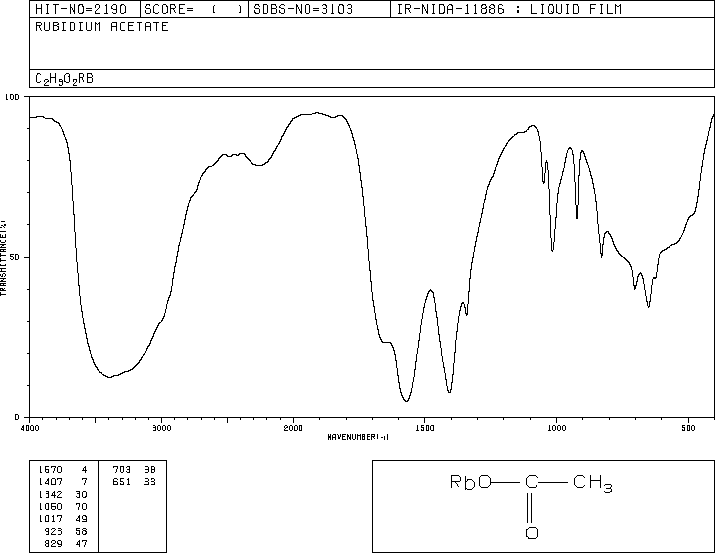 HIT-NO=2190 SCORE= ( ) SDBS-NO=3103 IR-NIDA-11886 : LIQUID FILM
RUBIDIUM ACETATE
C2H3O2RB
100
50
0
TRANSMITTANCE(%)
4000 3000 2000 1500 1000 500
WAVENUMBER(-1)
1570 4 703 38
1407 7 651 33
1342 30
1050 70
1017 49
923 58
829 47
RbO C CH3
O